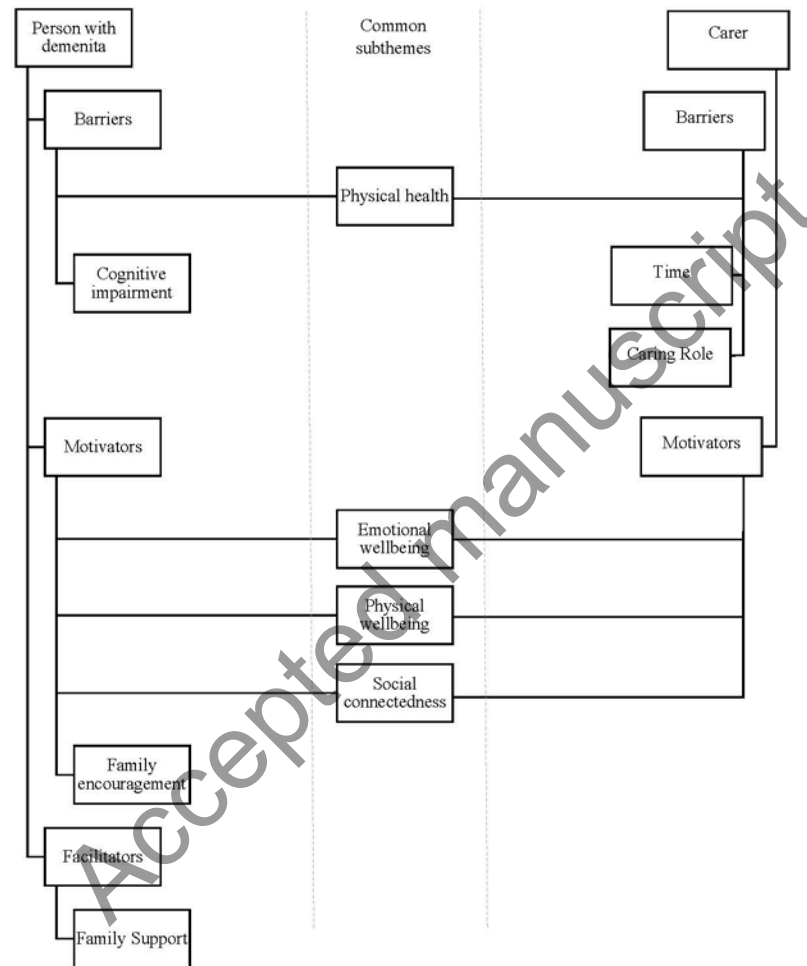 Person with
demenita
Common
subthemes
Carer
Barriers
Barriers
Physical health
Cognitive
impairment
Time
Caring Role
Motivators
Motivators
Emotional
wellbeing
Physical
wellbeing
Social
connectedness
Family
encouragement
Facilitators
Family Support
Accepted manuscript